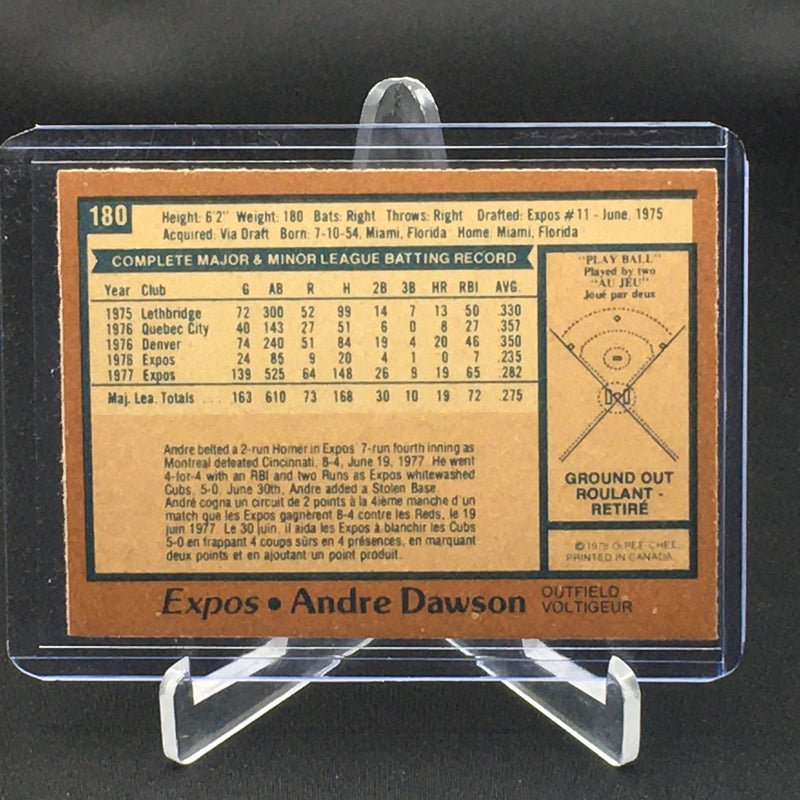 180
Height: 6'2" Weight: 180 Bats: Right Throws: Right Drafted: Expos #11 - June, 1975
Acquired: Via Draft Born: 7-10-54, Miami, Florida Home: Miami, Florida
COMPLETE MAJOR & MINOR LEAGUE BATTING RECORD
Year Club G AB R H 2B 3B HR RBI AVG.
1975 Lethbridge 72 300 52 99 14 7 13 50 .330
1976 Quebec City 40 143 27 51 6 0 8 27 .357
1976 Denver 74 240 51 84 19 4 20 46 .350
1976 Expos 24 85 9 20 4 1 0 7 .235
1977 Expos 139 525 64 148 26 9 19 65 .282
Maj. Lea. Totals .... 163 610 73 168 30 10 19 72 .275
Andre belted a 2-run Homer in Expos' 7-run fourth inning as
Montreal defeated Cincinnati, 8-4, June 19, 1977. He went
4-for-4 with an RBI and two Runs as Expos whitewashed
Cubs, 5-0, June 30th. Andre added a Stolen Base.
André cogna un circuit de 2 points à la 4ième manche d'un
match que les Expos gagnèrent 8-4 contre les Reds, le 19
juin 1977. Le 30 juin, il aida les Expos à blanchir les Cubs
5-0 en frappant 4 coups sûrs en 4 présences, en marquant
deux points et en ajoutant un point produit.
"PLAY BALL"
Played by two
"AU JEU"
Joué par deux
GROUND OUT
ROULANT -
RETIRÉ
© 1978 O-PEE-CHEE
PRINTED IN CANADA
Expos • Andre Dawson
OUTFIELD
VOLTIGEUR